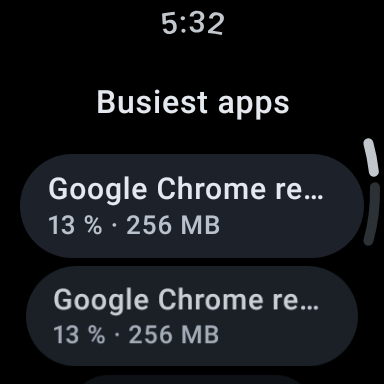 5:32
Busiest apps
Google Chrome re…
13 % · 256 MB
Google Chrome re…
13 % · 256 MB